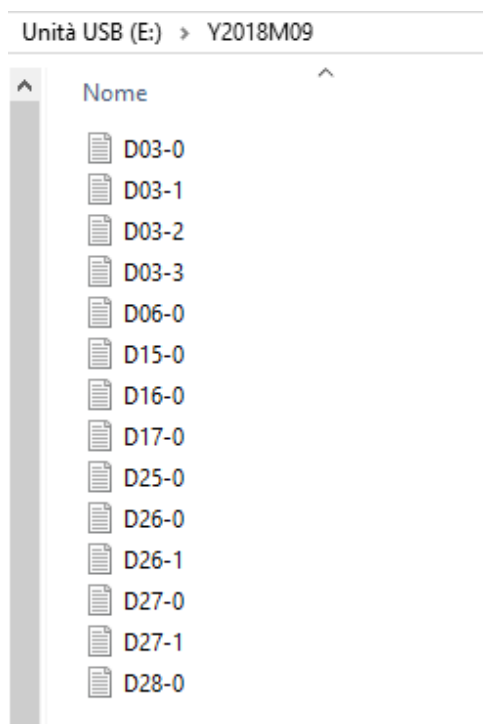 Unità USB (E:) > Y2018M09
Nome
D03-0
D03-1
D03-2
D03-3
D06-0
D15-0
D16-0
D17-0
D25-0
D26-0
D26-1
D27-0
D27-1
D28-0